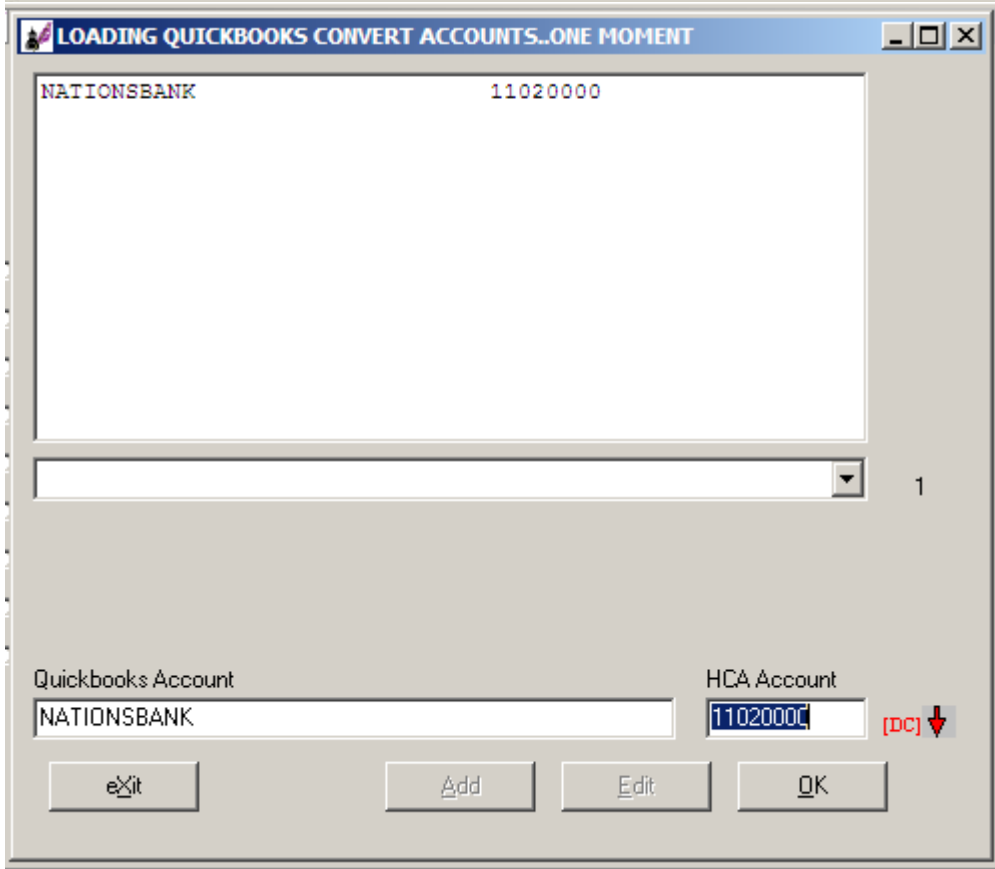 LOADING QUICKBOOKS CONVERT ACCOUNTS..ONE MOMENT
NATIONSBANK 11020000
1
Quickbooks Account HCA Account
NATIONSBANK 11020000 [DC]
eXit Add Edit OK